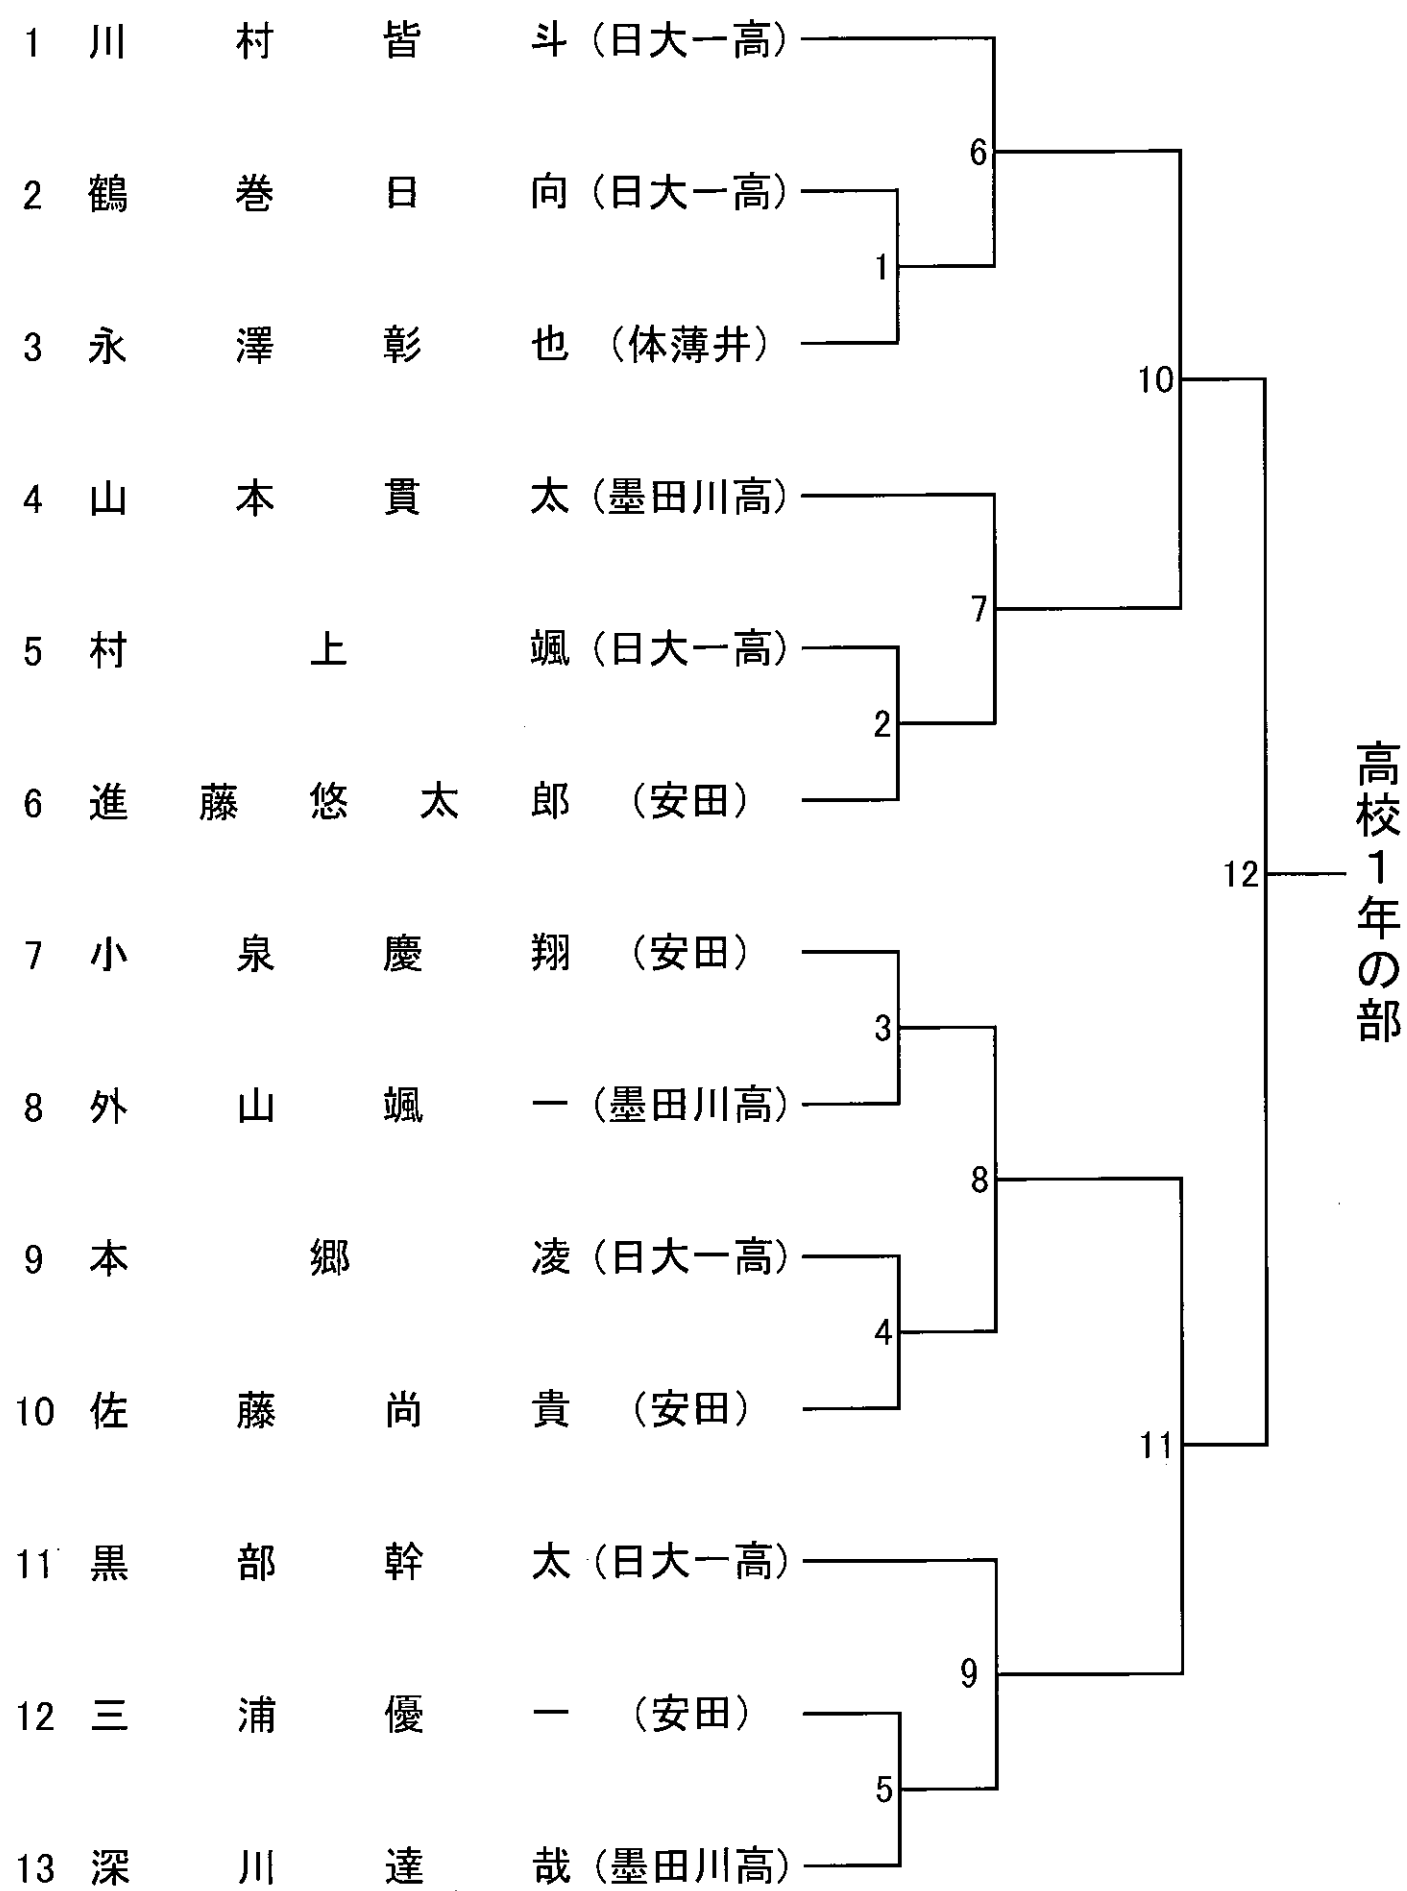 1 川村皆斗 (日大一高)
6
2 鶴巻日向 (日大一高)
1
3 永澤彰也 (体薄井)
10
4 山本貫太 (墨田川高)
7
5 村上颯 (日大一高)
2
6 進藤悠太郎 (安田)
12
高校1年の部
7 小泉慶翔 (安田)
3
8 外山颯一 (墨田川高)
8
9 本郷凌 (日大一高)
4
10 佐藤尚貴 (安田)
11
11 黒部幹太 (日大一高)
9
12 三浦優一 (安田)
5
13 深川達哉 (墨田川高)